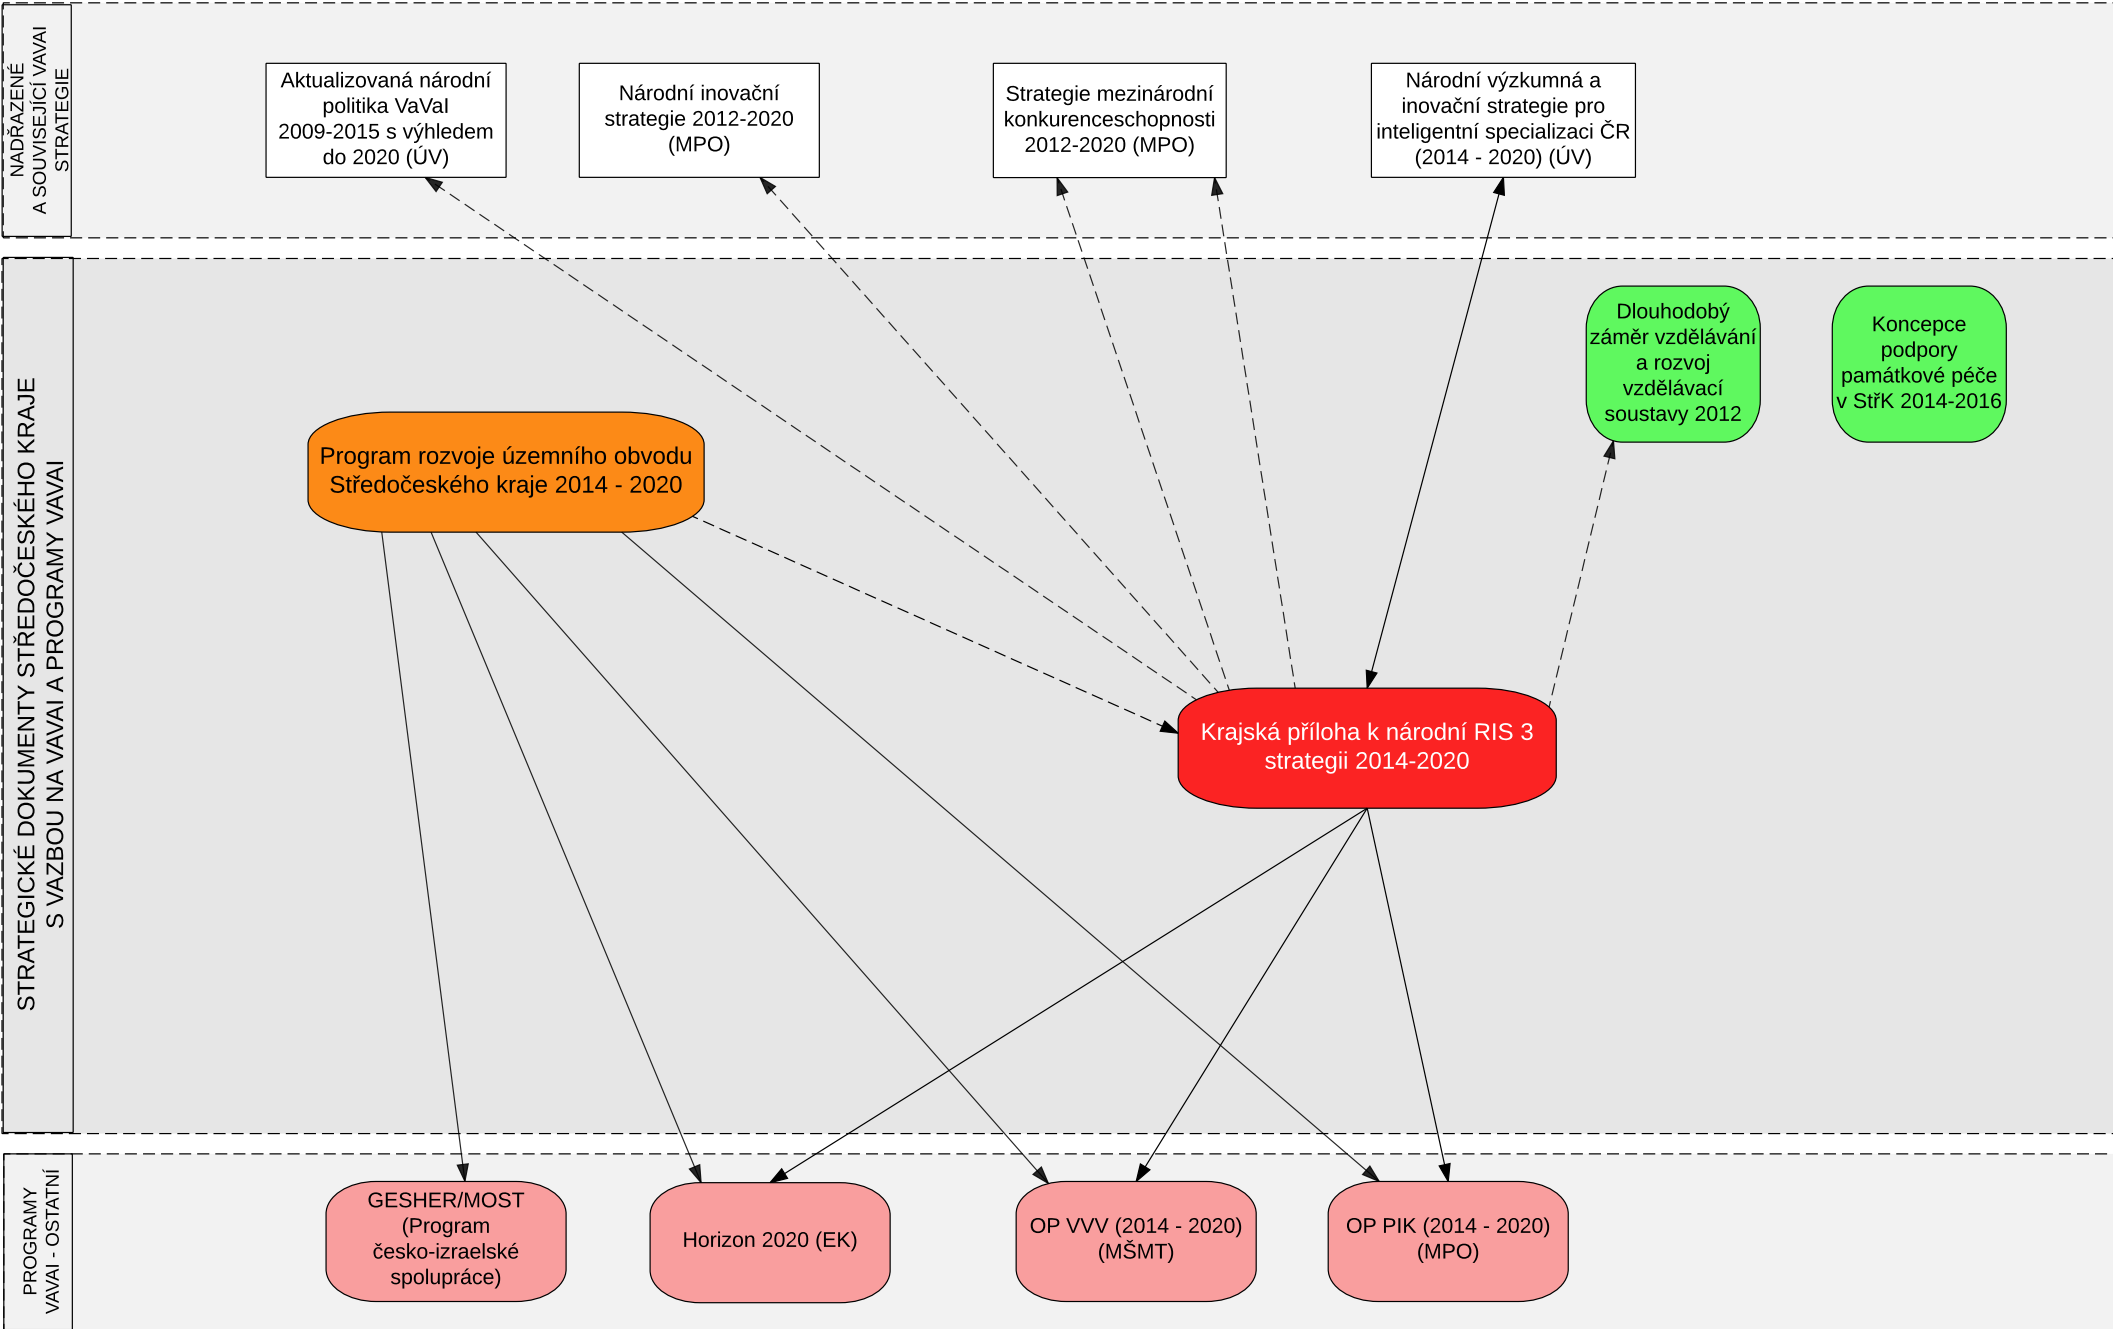 NADŘAZENÉ
A SOUVISEJÍCÍ VAVAI
STRATEGIE
Aktualizovaná národní
politika VaVaI
2009-2015 s výhledem
do 2020 (ÚV)
Národní inovační
strategie 2012-2020
(MPO)
Strategie mezinárodní
konkurenceschopnosti
2012-2020 (MPO)
Národní výzkumná a
inovační strategie pro
inteligentní specializaci ČR
(2014 - 2020) (ÚV)
STRATEGICKÉ DOKUMENTY STŘEDOČESKÉHO KRAJE
S VAZBOU NA VAVAI A PROGRAMY VAVAI
Dlouhodobý
záměr vzdělávání
a rozvoj
vzdělávací
soustavy 2012
Koncepce
podpory
památkové péče
v StřK 2014-2016
Program rozvoje územního obvodu
Středočeského kraje 2014 - 2020
Krajská příloha k národní RIS 3
strategii 2014-2020
PROGRAMY
VAVAI - OSTATNÍ
GESHER/MOST
(Program
česko-izraelské
spolupráce)
Horizon 2020 (EK)
OP VVV (2014 - 2020)
(MŠMT)
OP PIK (2014 - 2020)
(MPO)